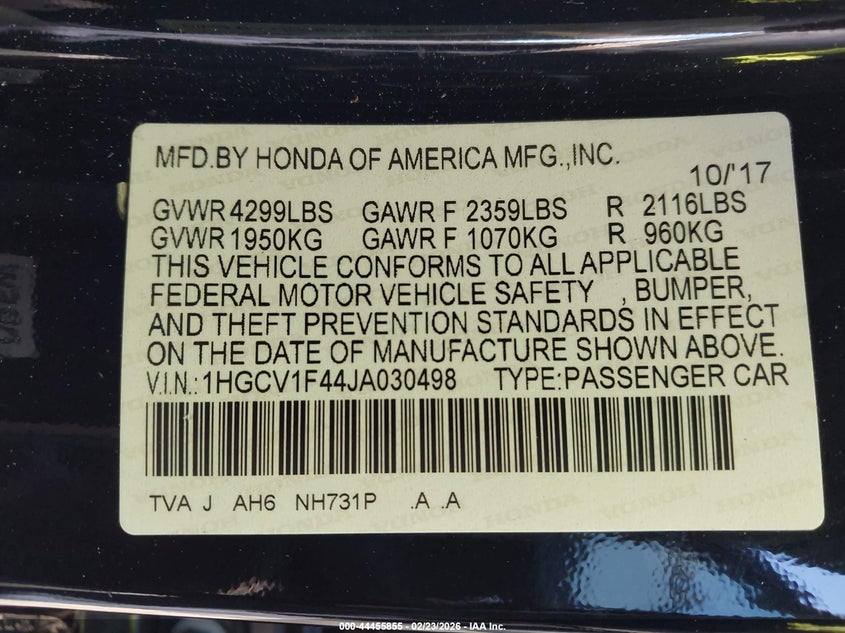 MFD.BY HONDA OF AMERICA MFG.,INC.
10/'17
GVWR 4299LBS GAWR F 2359LBS R 2116LBS
GVWR 1950KG GAWR F 1070KG R 960KG
THIS VEHICLE CONFORMS TO ALL APPLICABLE
FEDERAL MOTOR VEHICLE SAFETY , BUMPER,
AND THEFT PREVENTION STANDARDS IN EFFECT
ON THE DATE OF MANUFACTURE SHOWN ABOVE.
V.I.N.: 1HGCV1F44JA030498 TYPE:PASSENGER CAR
TVA J AH6 NH731P .A .A
000-44455855 - 02/23/2026 - IAA Inc.